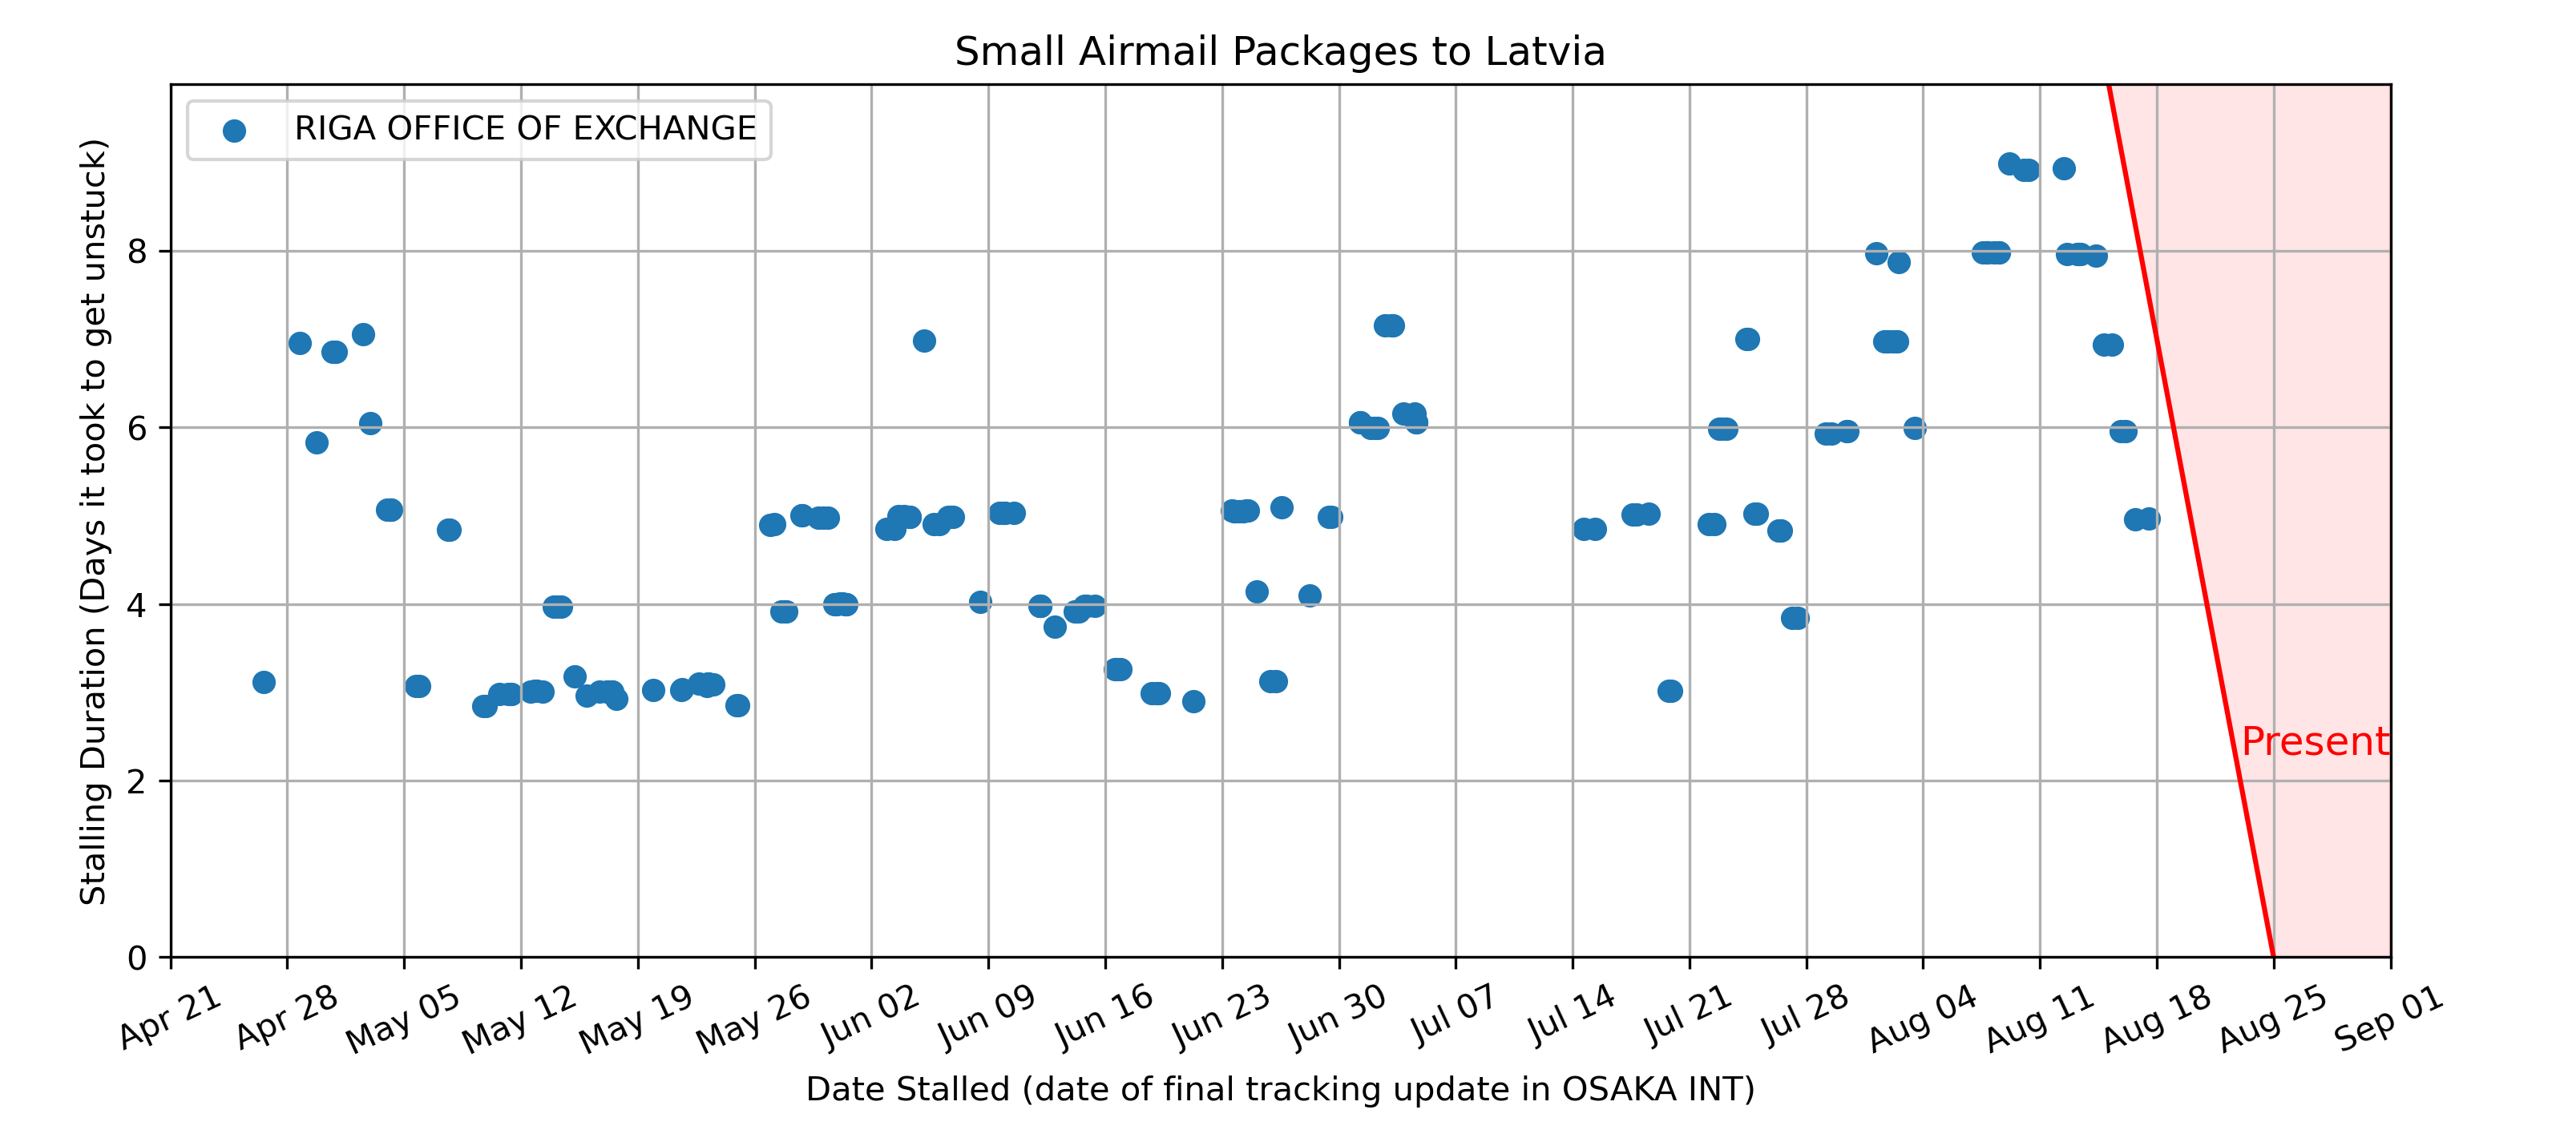 Small Airmail Packages to Latvia
RIGA OFFICE OF EXCHANGE
Stalling Duration (Days it took to get unstuck)
8
6
4
2
0
Present
Apr 21
Apr 28
May 05
May 12
May 19
May 26
Jun 02
Jun 09
Jun 16
Jun 23
Jun 30
Jul 07
Jul 14
Jul 21
Jul 28
Aug 04
Aug 11
Aug 18
Aug 25
Sep 01
Date Stalled (date of final tracking update in OSAKA INT)